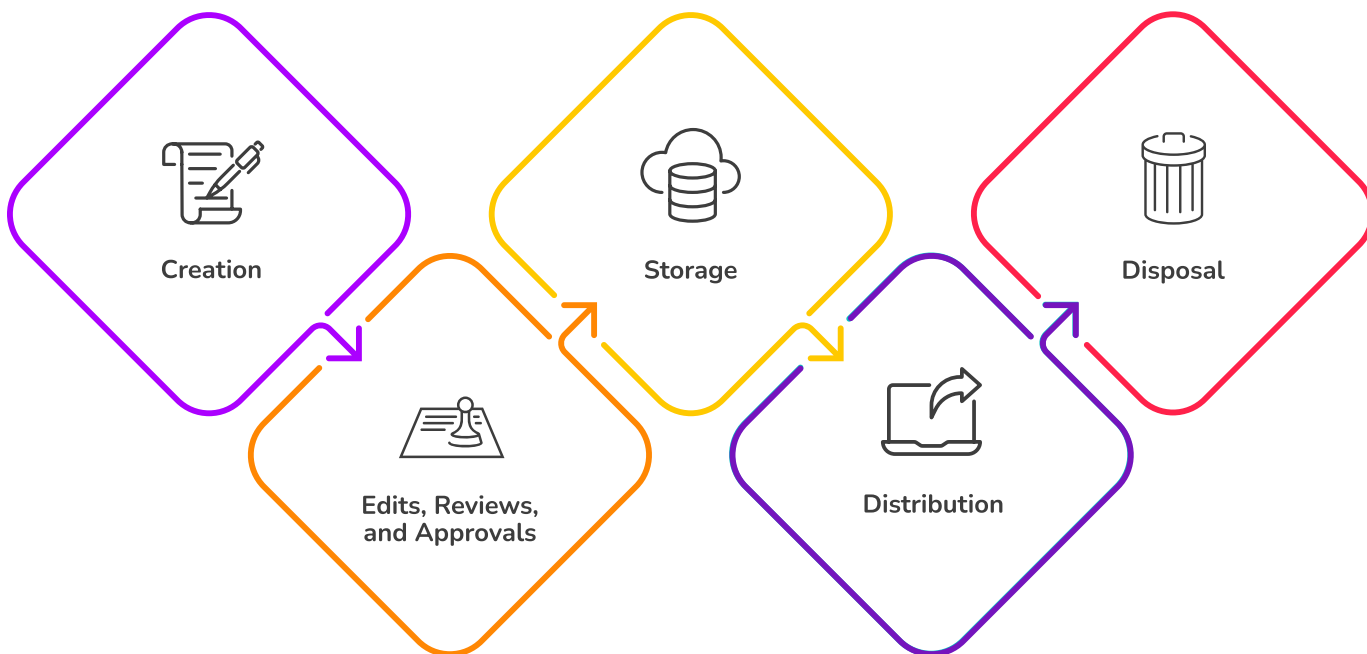 Creation
Edits, Reviews,
and Approvals
Storage
Distribution
Disposal